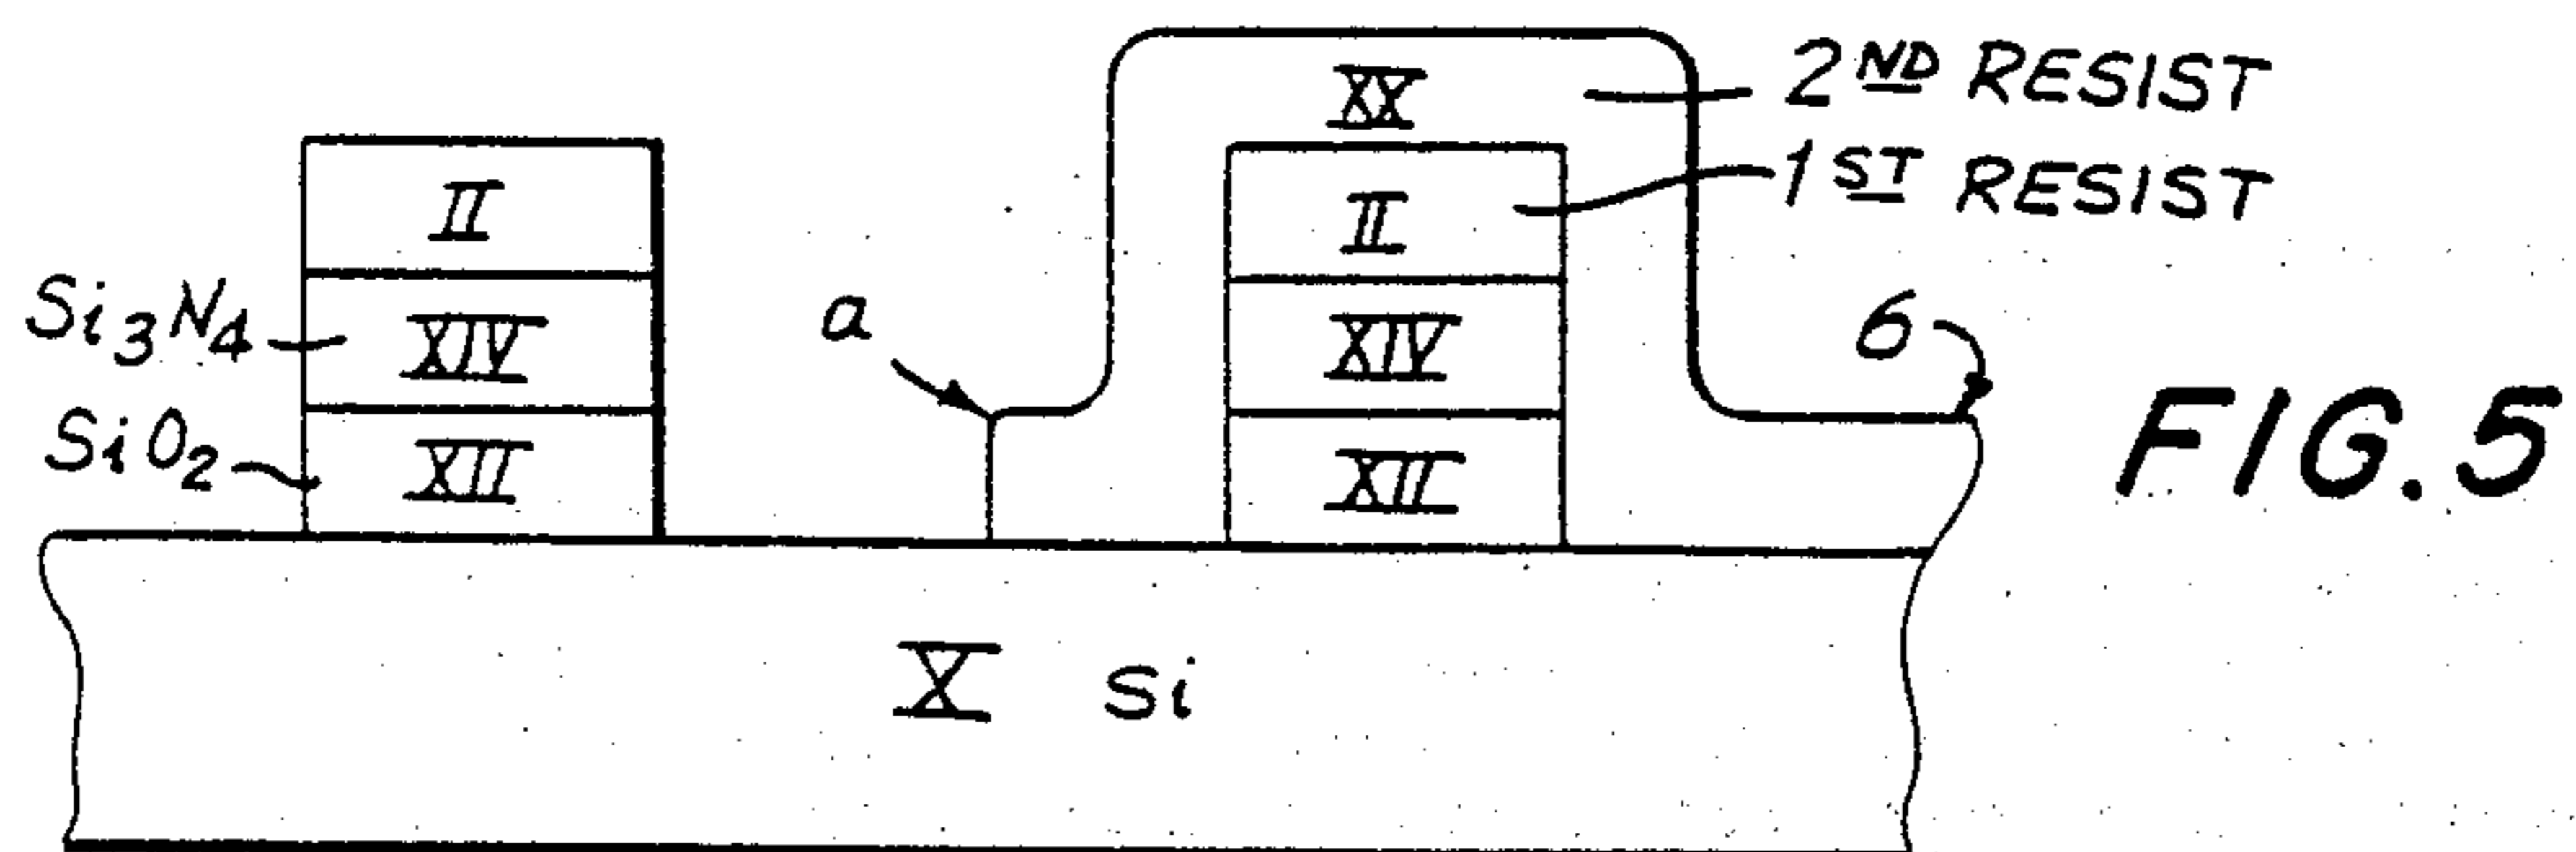 XX
2ND RESIST
II
II
1ST RESIST
Si3N4
XIV
a
XIV
6
FIG. 5
SiO2
XII
XII
X Si